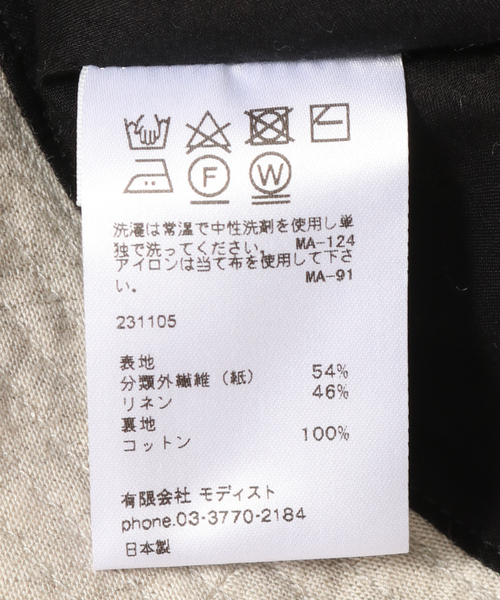 F W
洗濯は常温で中性洗剤を使用し単
独で洗ってください。 MA-124
アイロンは当て布を使用して下さ
い。 MA-91
231105
表地
分類外繊維（紙） 54%
リネン 46%
裏地
コットン 100%
有限会社 モディスト
phone.03-3770-2184
日本製